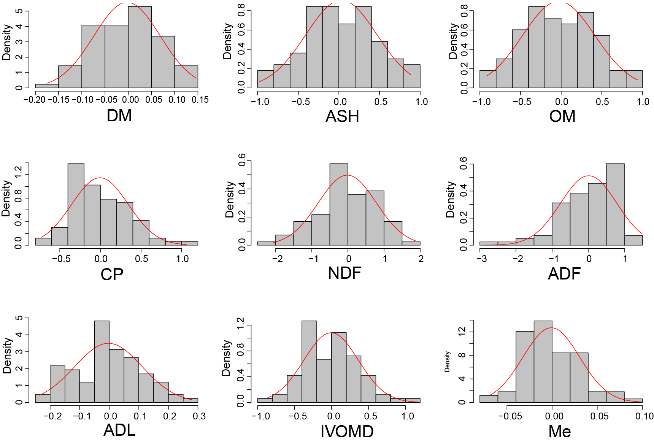 Density
0 1 2 3 4 5
−0.20 −0.15 −0.10 −0.05 0.00 0.05 0.10 0.15
DM
Density
0.0 0.2 0.4 0.6 0.8
−1.0 −0.5 0.0 0.5 1.0
ASH
Density
0.0 0.2 0.4 0.6 0.8
−1.0 −0.5 0.0 0.5 1.0
OM
Density
0.0 0.4 0.8 1.2
−0.5 0.0 0.5 1.0
CP
Density
0.0 0.2 0.4 0.6
−2 −1 0 1 2
NDF
Density
0.0 0.2 0.4 0.6
−3 −2 −1 0 1
ADF
Density
0 1 2 3 4 5
−0.2 −0.1 0.0 0.1 0.2 0.3
ADL
Density
0.0 0.4 0.8 1.2
−1.0 −0.5 0.0 0.5 1.0
IVOMD
Density
0 4 8 12
−0.05 0.00 0.05 0.10
Me